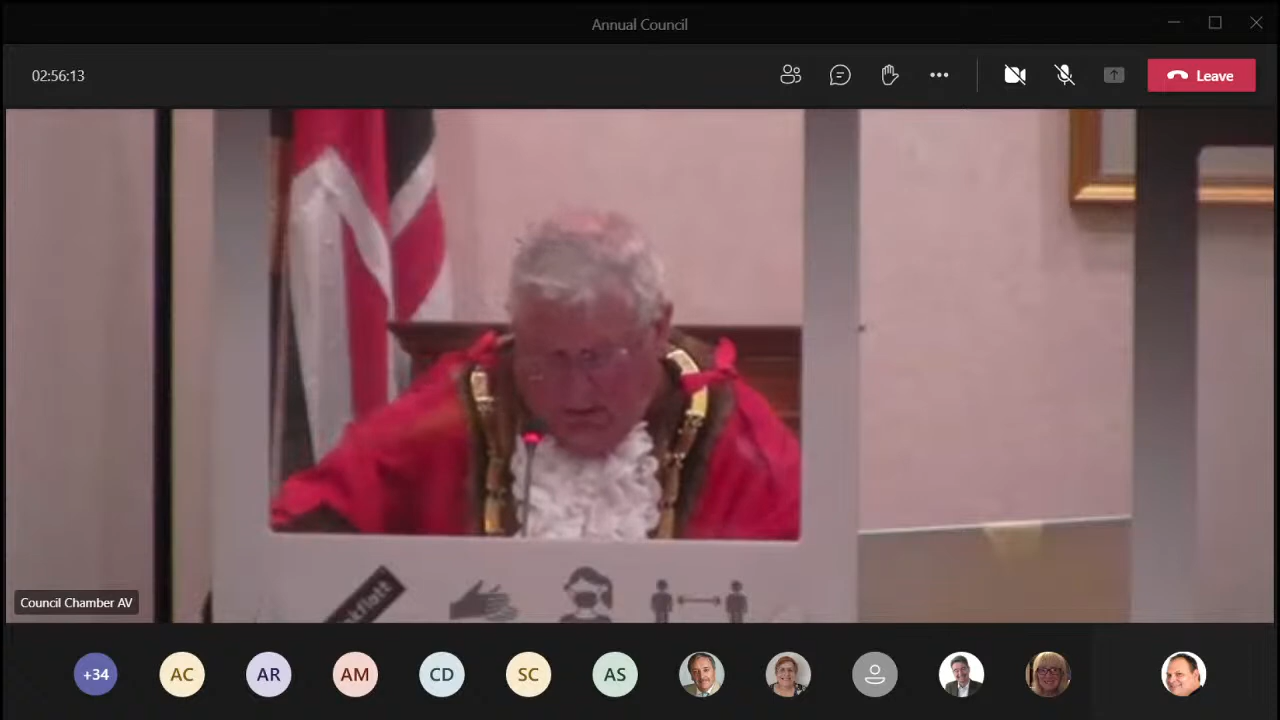 Annual Council
02:56:13
Leave
Council Chamber AV
+34
AC
AR
AM
CD
SC
AS